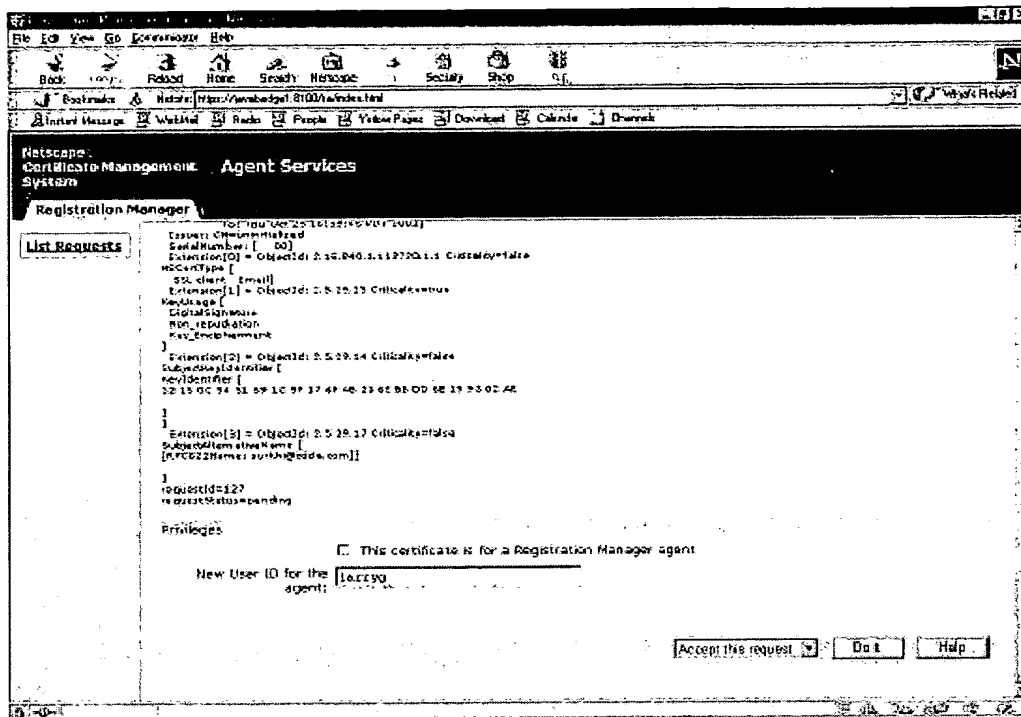 File Edit View Go Communicator Help
Back Reload Home Search Netscape Security Shop
Bookmarks What's Related
Instant Message WebMail Radio People Yellow Pages Download Calendar Channels
Netscape
Certificate Management Agent Services
System
Registration Manager
List Requests
Issuer: CN=Uninitialized
SerialNumber: [ 00]
Extension[0] = ObjectId: 2.16.840.1.113730.1.1 Criticality=false
NSCertType [
SSL client Email]
Extension[1] = ObjectId: 2.5.29.15 Criticality=true
KeyUsage [
DigitalSignature
Non_repudiation
Key_Encipherment
]
Extension[2] = ObjectId: 2.5.29.14 Criticality=false
SubjectKeyIdentifier [
KeyIdentifier [
]
]
Extension[3] = ObjectId: 2.5.29.17 Criticality=false
SubjectAlternativeName [
[RFC822Name:
]
requestId=127
requestStatus=pending
Privileges
This certificate is for a Registration Manager agent
New User ID for the
agent: larryg
Accept this request Do it Help